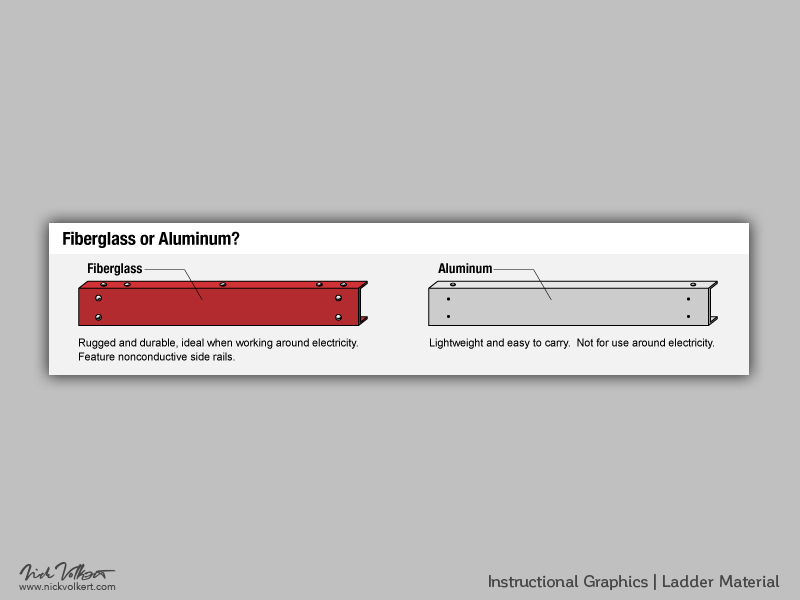 Fiberglass or Aluminum?
Fiberglass
Rugged and durable, ideal when working around electricity.
Feature nonconductive side rails.
Aluminum
Lightweight and easy to carry.  Not for use around electricity.
Nick Volkert
www.nickvolkert.com
Instructional Graphics | Ladder Material